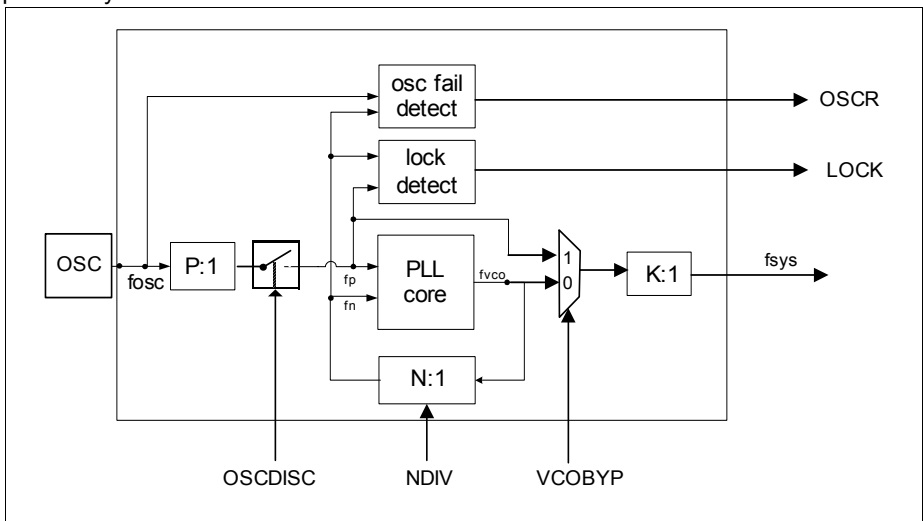 osc fail
detect
OSCR
lock
detect
LOCK
OSC
fosc
P:1
fp
fn
PLL
core
fvco
1
0
K:1
fsys
N:1
OSCDISC
NDIV
VCOBYP